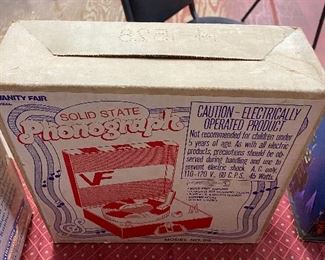 VANITY FAIR
SOLID STATE
Phonograph
VF
CAUTION - ELECTRICALLY
OPERATED PRODUCT
Not recommended for children under
5 years of age. As with all electric
products, precautions should be ob-
served during handling and use to
prevent electric shock. A.C. only.
110-120 V., 60 C.P.S., 45 Watts.
MODEL NO.